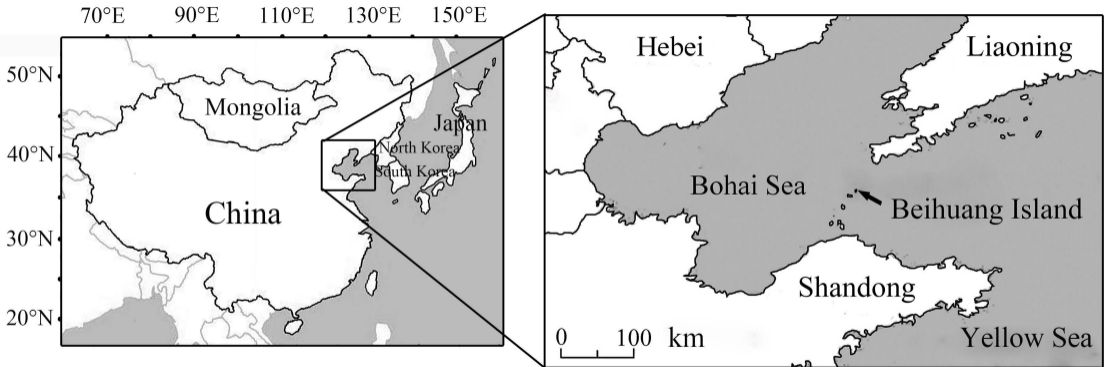 70°E 90°E 110°E 130°E 150°E
50°N
40°N
30°N
20°N
Mongolia
Japan
North Korea
South Korea
China
Hebei
Liaoning
Bohai Sea
Beihuang Island
Shandong
0 100 km
Yellow Sea